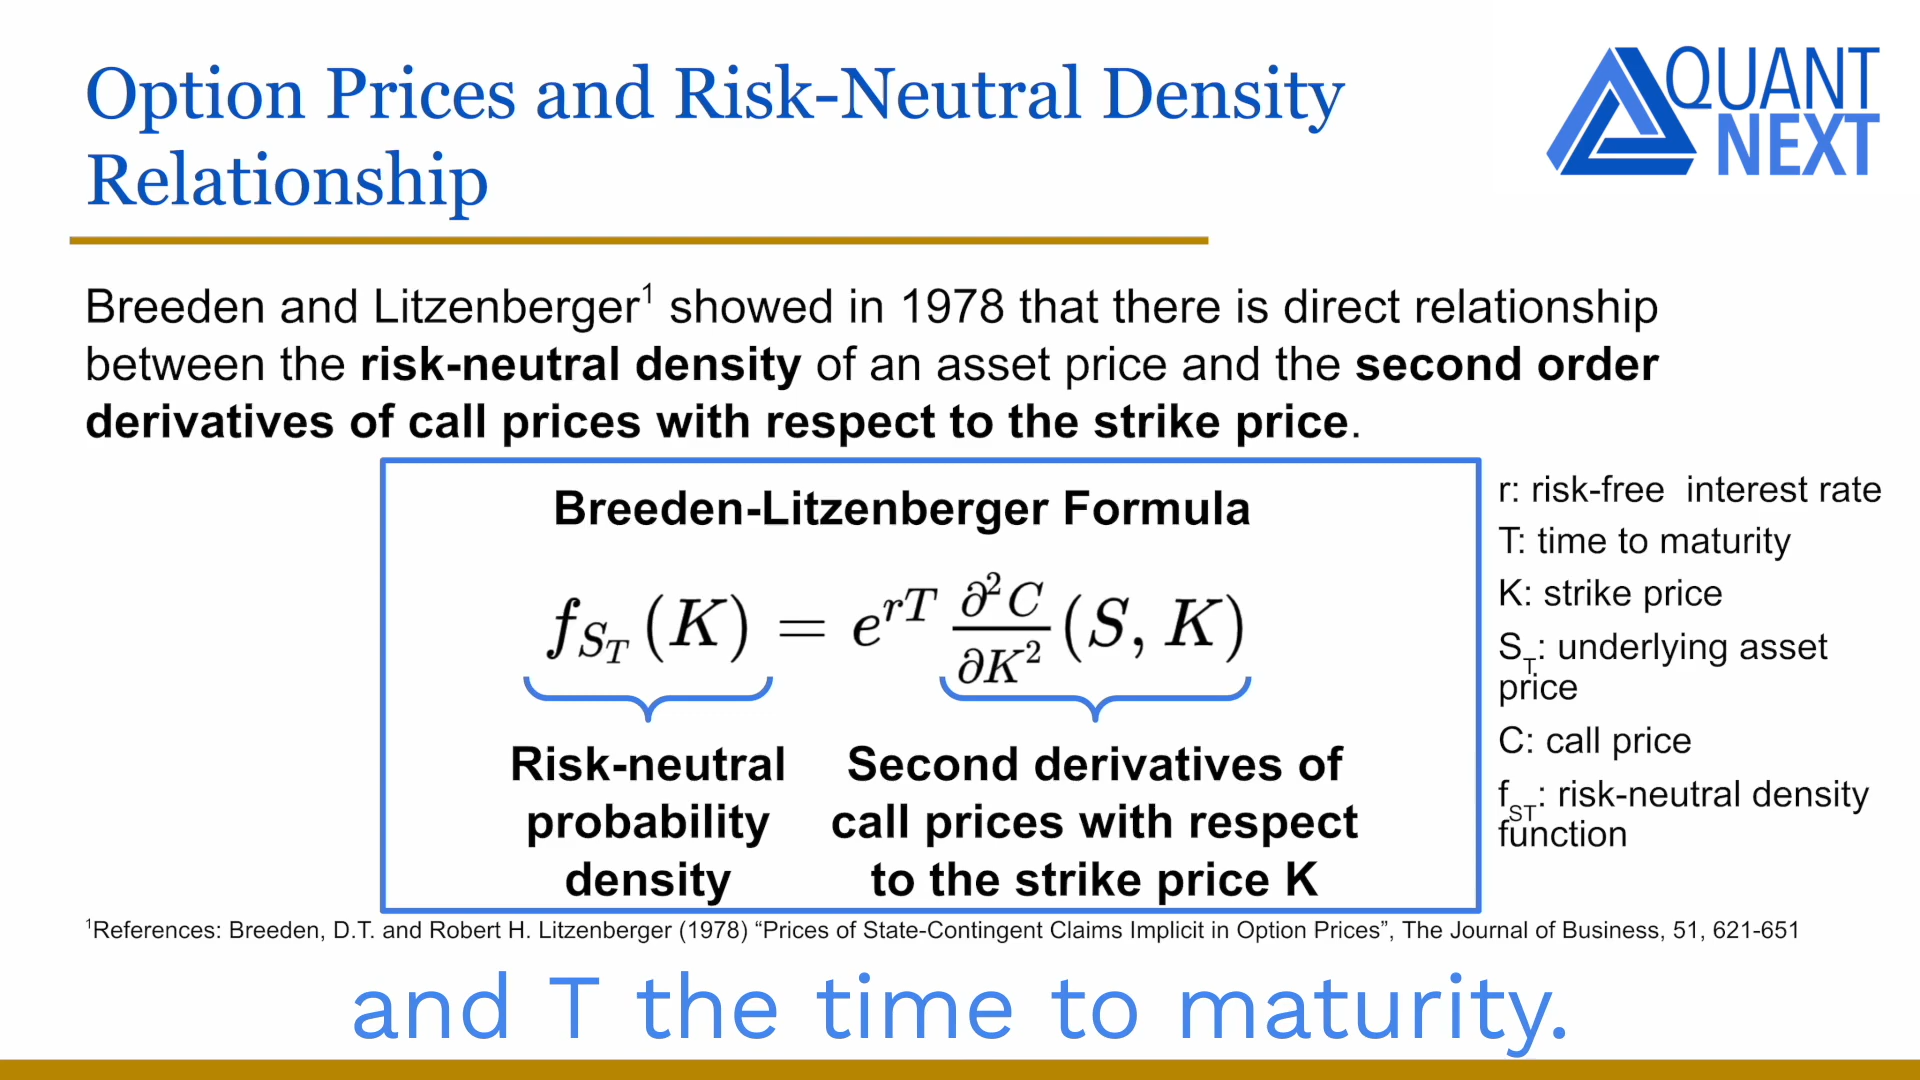 Option Prices and Risk-Neutral Density
Relationship
QUANT
NEXT
Breeden and Litzenberger¹ showed in 1978 that there is direct relationship
between the risk-neutral density of an asset price and the second order
derivatives of call prices with respect to the strike price.
Breeden-Litzenberger Formula
f_{S_T}(K) = e^{rT} \frac{∂²C}{∂K²}(S, K)
Risk-neutral
probability
density
Second derivatives of
call prices with respect
to the strike price K
r: risk-free  interest rate
T: time to maturity
K: strike price
S_T: underlying asset
price
C: call price
f_{ST}: risk-neutral density
function
¹References: Breeden, D.T. and Robert H. Litzenberger (1978) “Prices of State-Contingent Claims Implicit in Option Prices”, The Journal of Business, 51, 621-651
and T the time to maturity.